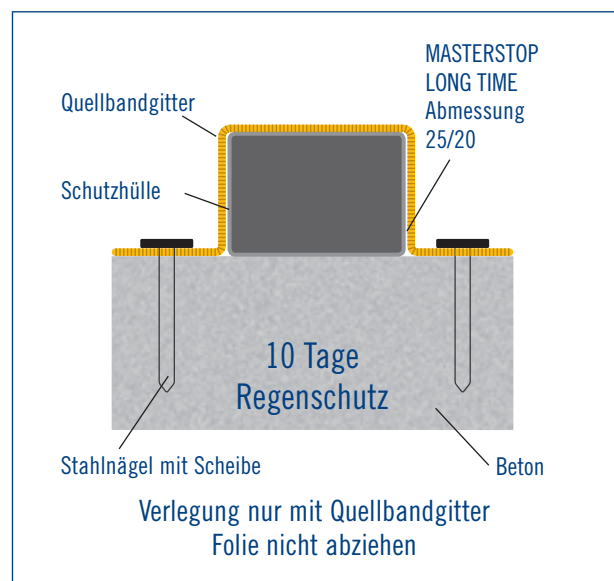 MASTERSTOP
LONG TIME
Abmessung
25/20
Quellbandgitter
Schutzhülle
10 Tage
Regenschutz
Stahlnägel mit Scheibe
Beton
Verlegung nur mit Quellbandgitter
Folie nicht abziehen